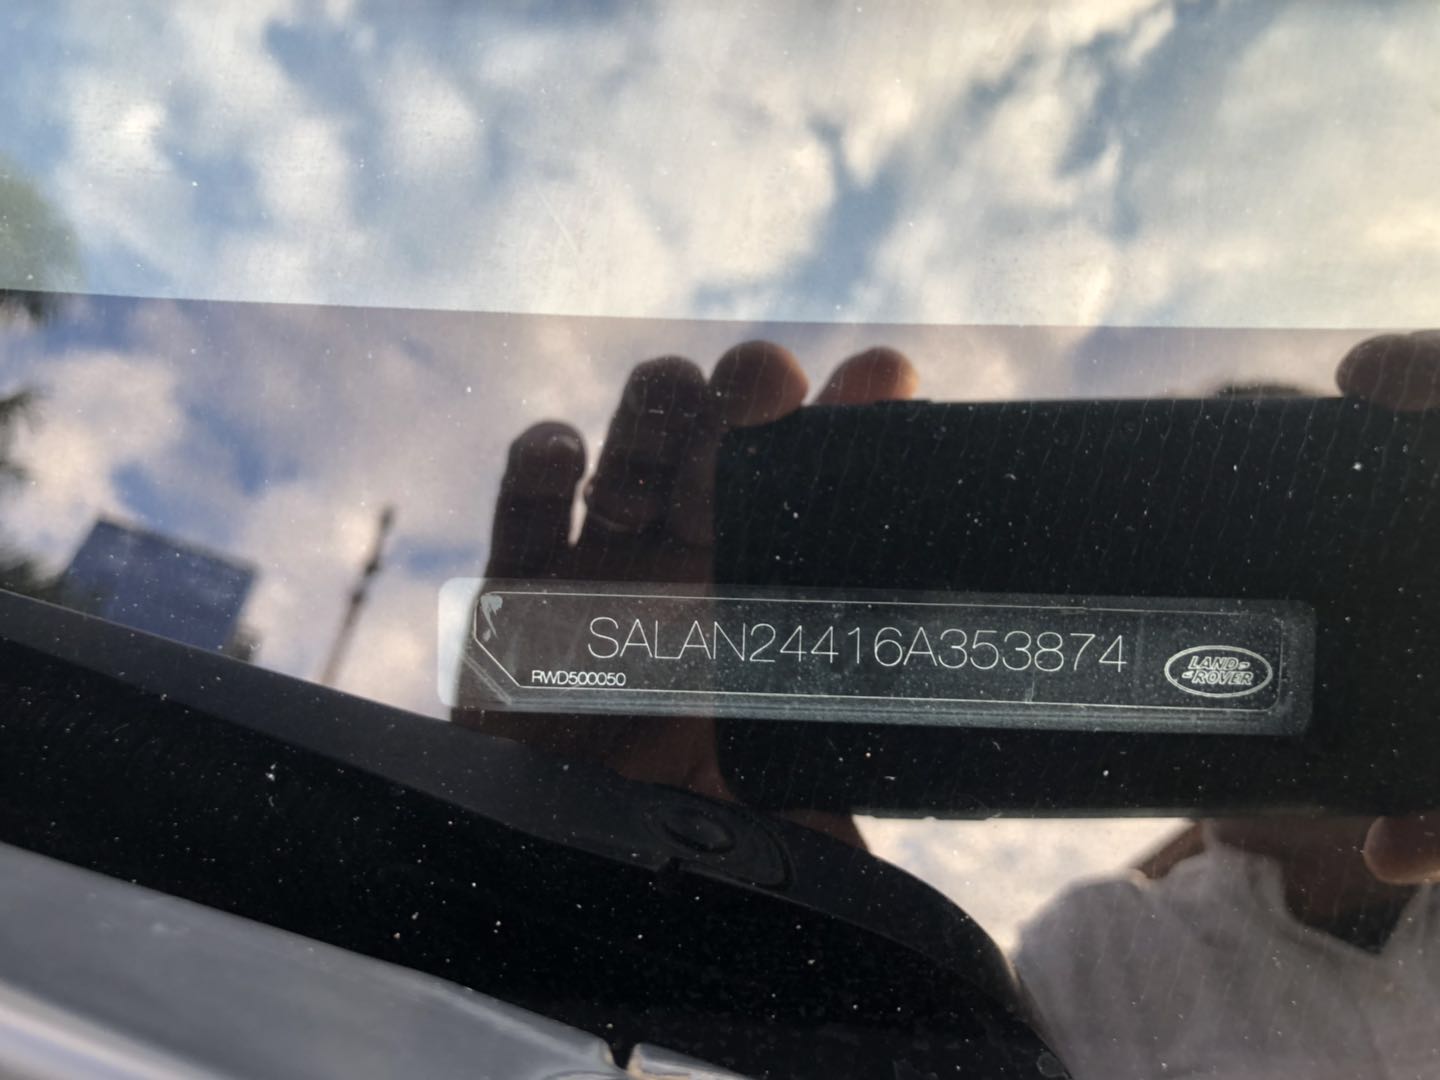 SALAN24416A353874
RWD500050
LAND-
-ROVER